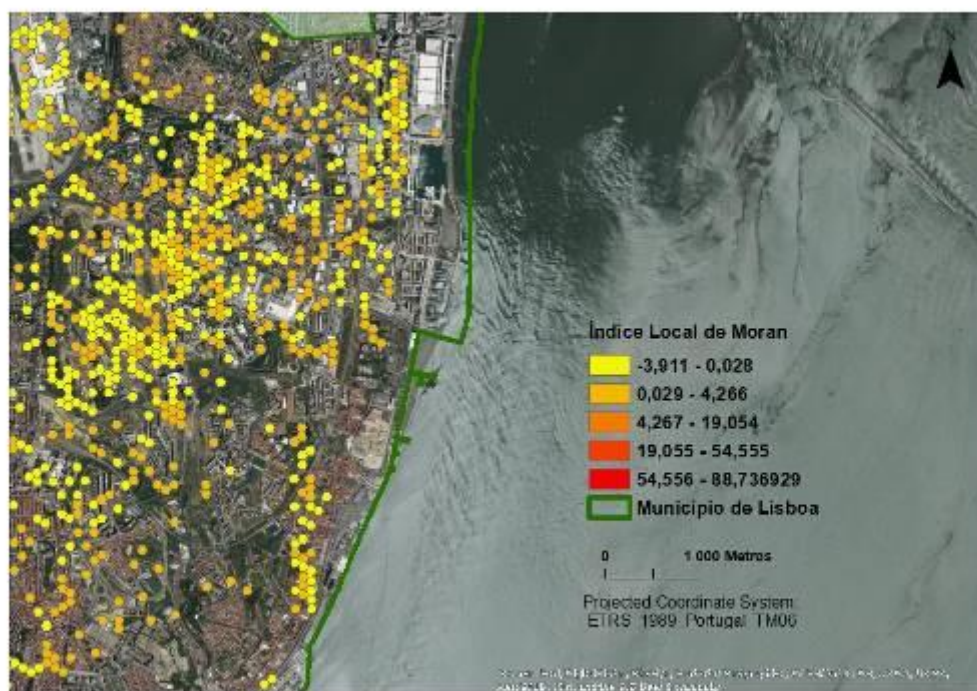 Índice Local de Moran
-3,911 - 0,028
0,029 - 4,266
4,267 - 19,054
19,055 - 54,555
54,556 - 88,736929
Município de Lisboa
0 1 000 Metros
Projected Coordinate System:
ETRS 1989 Portugal TM06